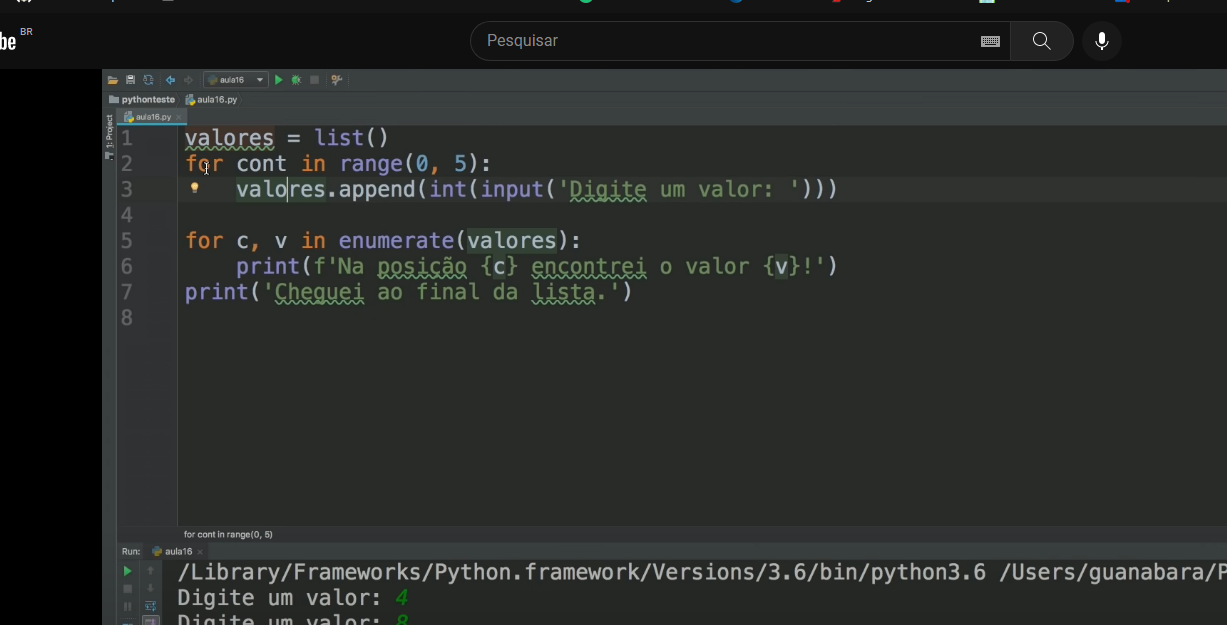 be BR
Pesquisar
aula16
pythonteste aula16.py
aula16.py
1: Project
1 valores = list()
2 for cont in range(0, 5):
3 valores.append(int(input('Digite um valor: ')))
4
5 for c, v in enumerate(valores):
6 print(f'Na posição {c} encontrei o valor {v}!')
7 print('Cheguei ao final da lista.')
8
for cont in range(0, 5)
Run: aula16
/Library/Frameworks/Python.framework/Versions/3.6/bin/python3.6 /Users/guanabara/P
Digite um valor: 4
Digite um valor: 8